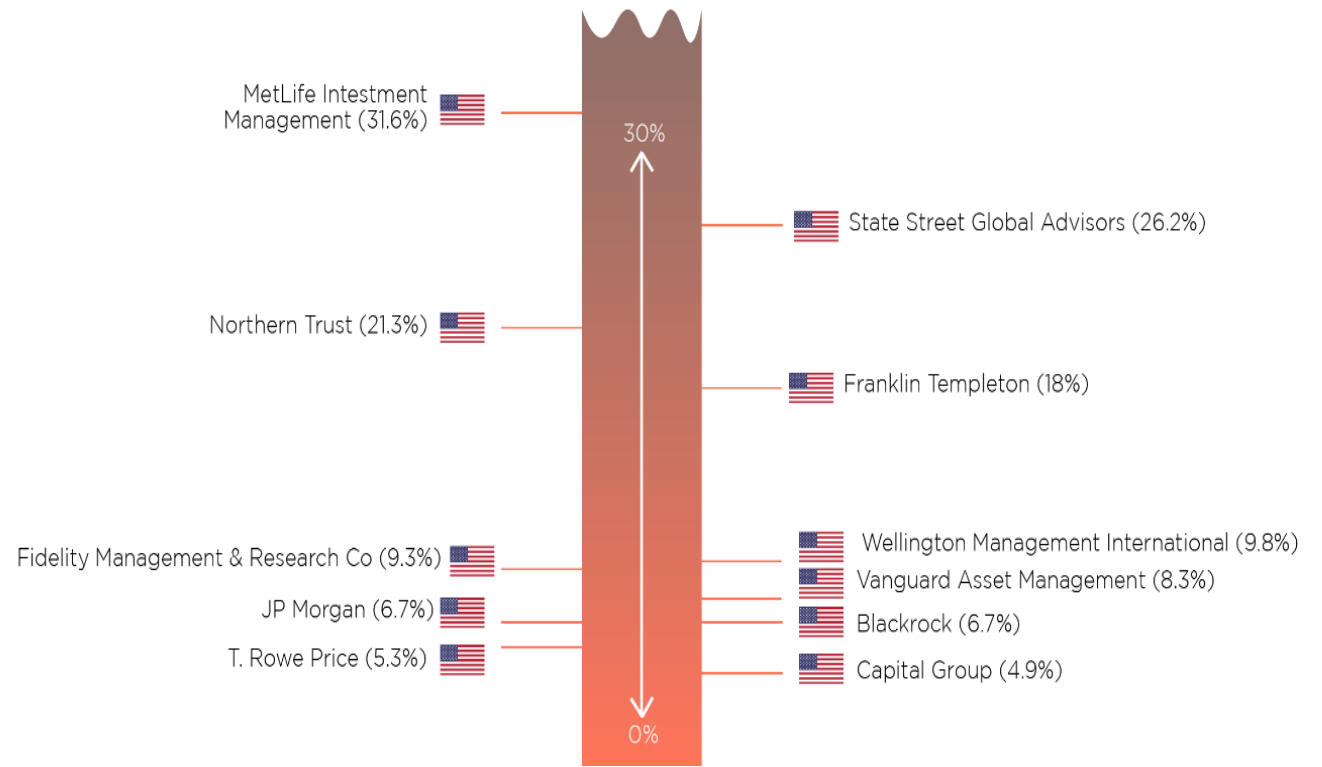 MetLife Intestment
Management (31.6%)
30%
State Street Global Advisors (26.2%)
Northern Trust (21.3%)
Franklin Templeton (18%)
Wellington Management International (9.8%)
Fidelity Management & Research Co (9.3%)
Vanguard Asset Management (8.3%)
JP Morgan (6.7%)
Blackrock (6.7%)
T. Rowe Price (5.3%)
Capital Group (4.9%)
0%